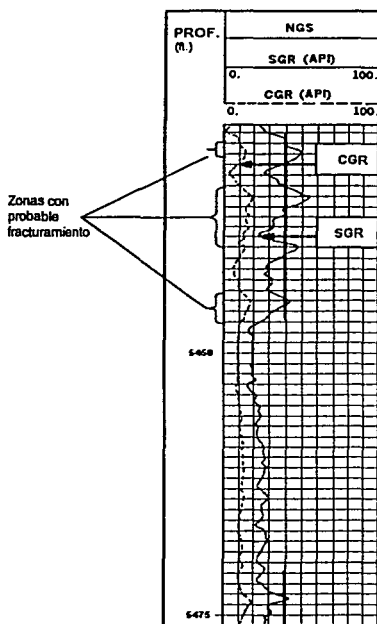 PROF.
(ft.)
NGS
SGR (API)
0. 100.
CGR (API)
0. 100.
CGR
Zonas con
probable
fracturamiento
SGR
5450
5475